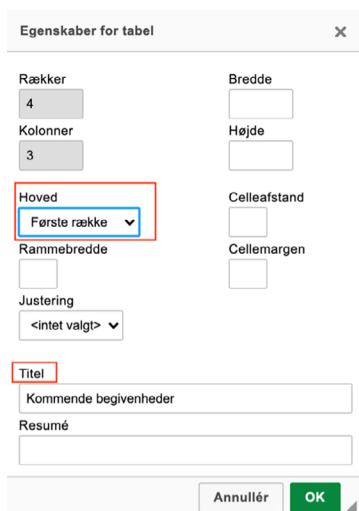 Egenskaber for tabel
Rækker
Bredde
4
Kolonner
Højde
3
Hoved
Celleafstand
Første række
Rammebredde
Cellemargen
Justering
<intet valgt>
Titel
Kommende begivenheder
Resumé
Annullér
OK